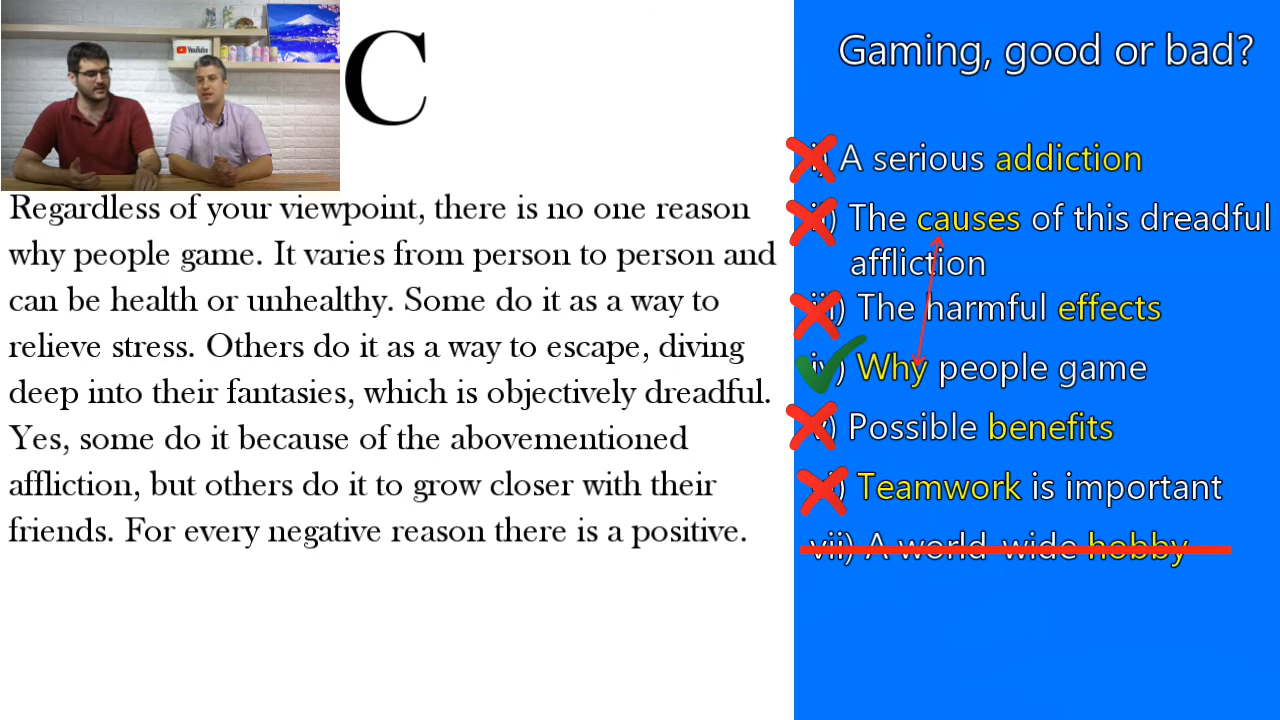 YouTube
C
Regardless of your viewpoint, there is no one reason
why people game. It varies from person to person and
can be health or unhealthy. Some do it as a way to
relieve stress. Others do it as a way to escape, diving
deep into their fantasies, which is objectively dreadful.
Yes, some do it because of the abovementioned
affliction, but others do it to grow closer with their
friends. For every negative reason there is a positive.
Gaming, good or bad?
i) A serious addiction
ii) The causes of this dreadful
affliction
iii) The harmful effects
iv) Why people game
v) Possible benefits
vi) Teamwork is important
vii) A world-wide hobby